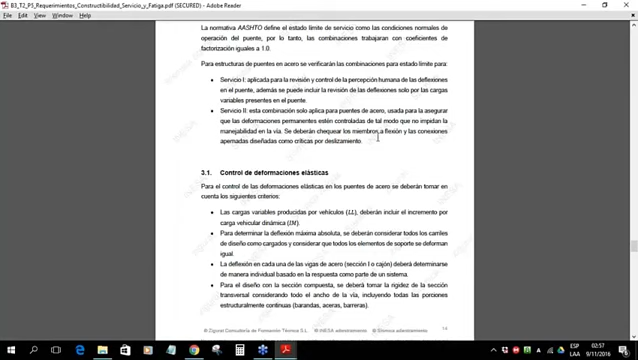 B3_T2_P5_Requerimientos_Constructibilidad_Servicio_y_Fatiga.pdf (SECURED) - Adobe Reader
File Edit View Window Help
La normativa AASHTO define el estado límite de servicio como las condiciones normales de
operación del puente, por lo tanto, las combinaciones trabajaran con coeficientes de
factorización iguales a 1.0.
Para estructuras de puentes en acero se verificarán las combinaciones para estado límite para:
• Servicio I: aplicada para la revisión y control de la percepción humana de las deflexiones
en el puente, además se puede incluir la revisión de las deflexiones solo por las cargas
variables presentes en el puente.
• Servicio II: esta combinación solo aplica para puentes de acero, usada para la asegurar
que las deformaciones permanentes estén controladas de tal modo que no impidan la
manejabilidad en la vía. Se deberán chequear los miembros a flexión y las conexiones
apernadas diseñadas como críticas por deslizamiento.
3.1. Control de deformaciones elásticas
Para el control de las deformaciones elásticas en los puentes de acero se deberán tomar en
cuenta los siguientes criterios:
• Las cargas variables producidas por vehículos (LL), deberán incluir el incremento por
carga vehicular dinámica (IM).
• Para determinar la deflexión máxima absoluta, se deberán considerar todos los carriles
de diseño como cargados y considerar que todos los elementos de soporte se deforman
igual.
• La deflexión en cada una de las vigas de acero (sección I o cajón) deberá determinarse
de manera individual basado en la respuesta como parte de un sistema.
• Para el diseño con la sección compuesta, se deberá tomar la rigidez de la sección
transversal considerando todo el ancho de la vía, incluyendo todas las porciones
estructuralmente continuas (barandas, aceras, barreras).
Zigurat Consultoría de Formación Técnica S.L.
14
ESP
LAA
02:57
9/11/2016